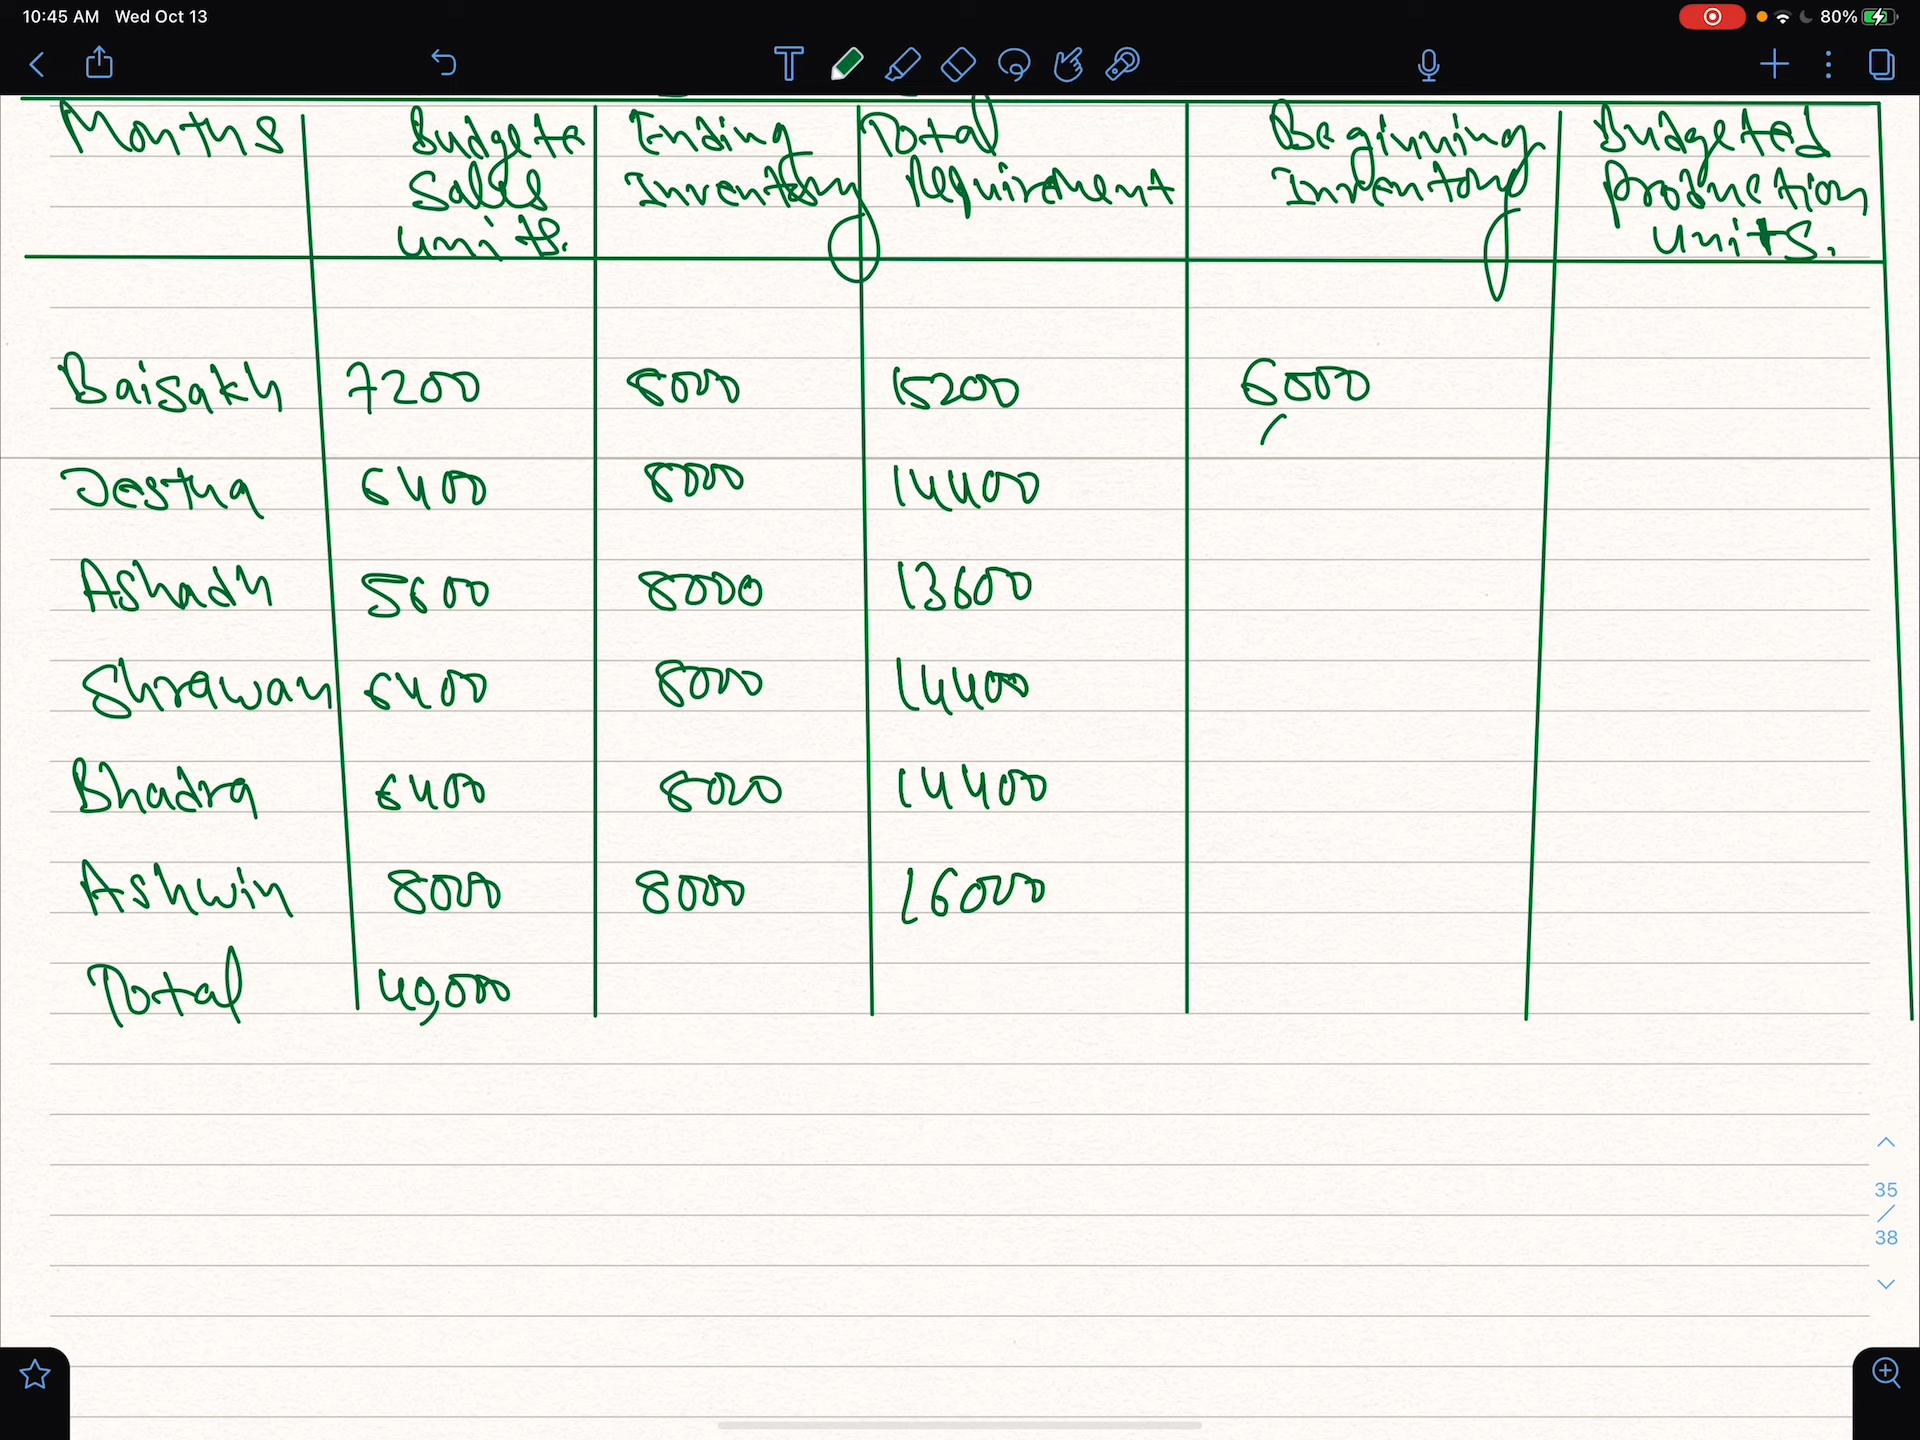 10:45 AM Wed Oct 13
80%
Months Budgete Ending Total Beginning Budgeted
Sales Inventory Requirement Inventory Production
units. units.
Baisakh 7200 8000 15200 6000
Jestha 6400 8000 14400
Ashadh 5600 8000 13600
Shrawan 6400 8000 14400
Bhadra 6400 8000 14400
Ashwin 8000 8000 16000
Total 40,000
35
/
38